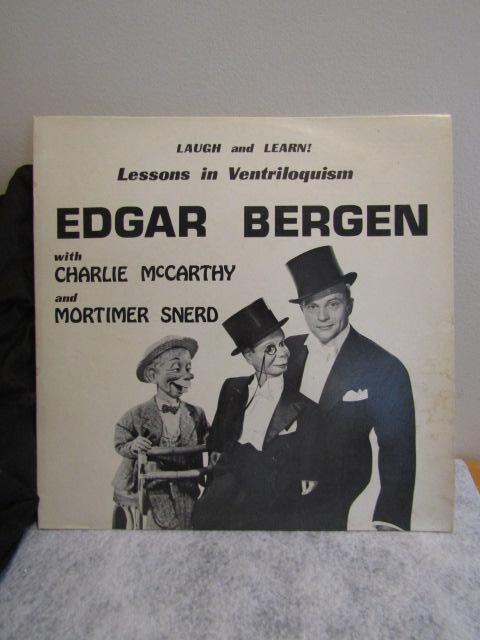 LAUGH and LEARN!
Lessons in Ventriloquism
EDGAR BERGEN
with
CHARLIE McCARTHY
and
MORTIMER SNERD